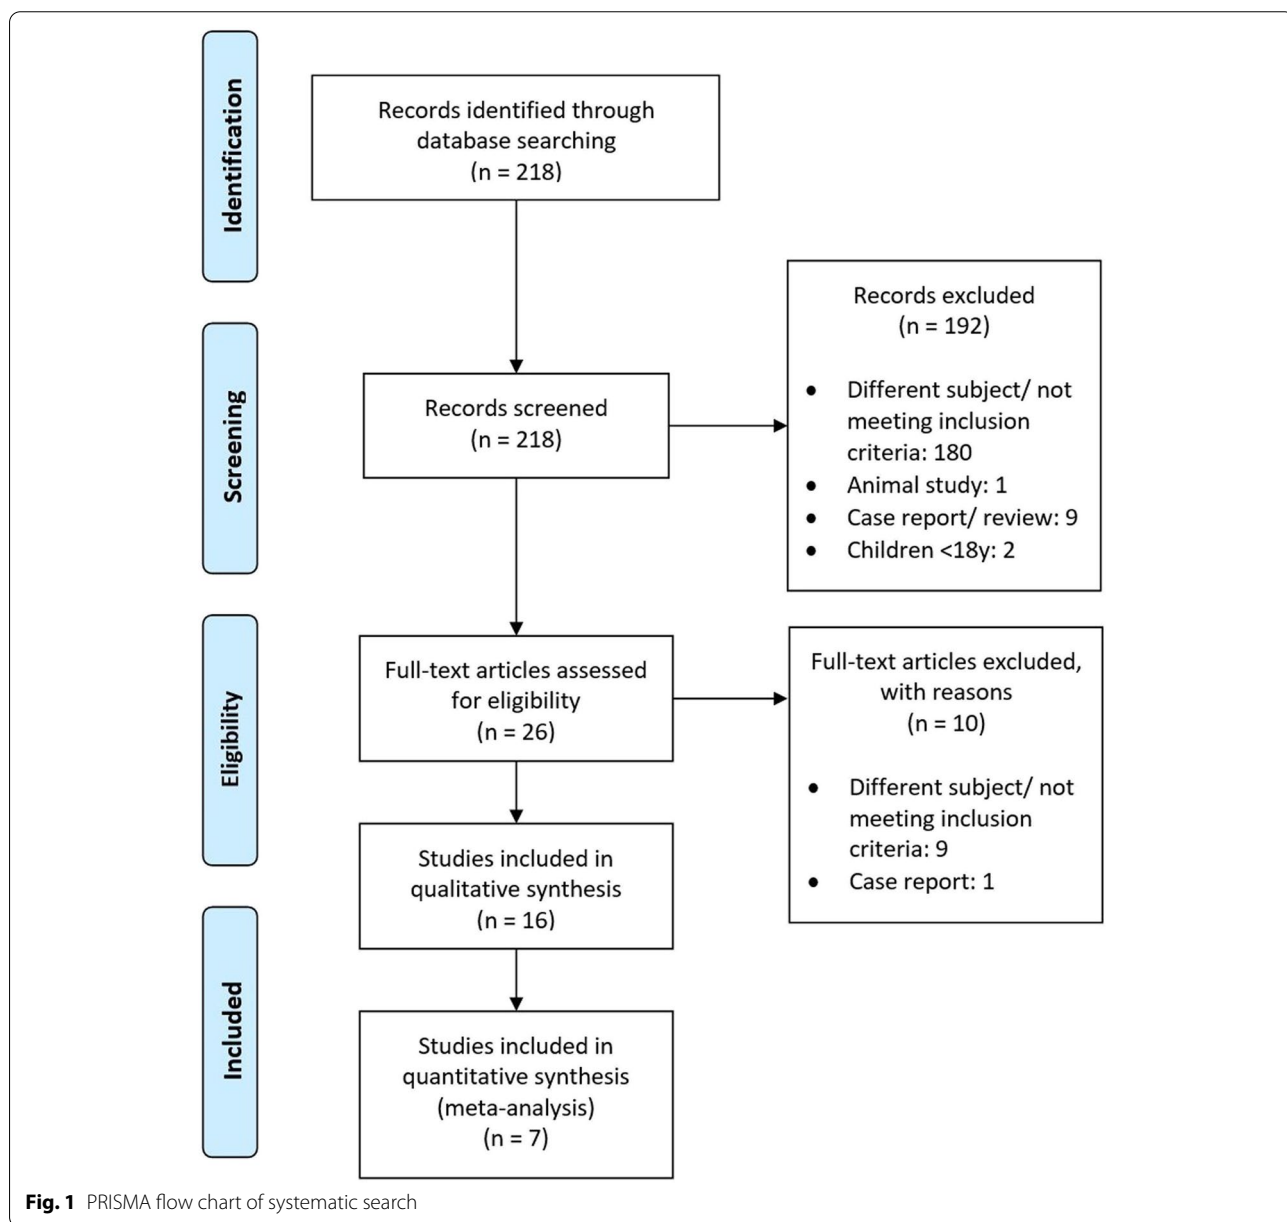 Identification
Records identified through
database searching
(n = 218)
Screening
Records screened
(n = 218)
Records excluded
(n = 192)
● Different subject/ not
meeting inclusion
criteria: 180
● Animal study: 1
● Case report/ review: 9
● Children <18y: 2
Eligibility
Full-text articles assessed
for eligibility
(n = 26)
Full-text articles excluded,
with reasons
(n = 10)
● Different subject/ not
meeting inclusion
criteria: 9
● Case report: 1
Studies included in
qualitative synthesis
(n = 16)
Included
Studies included in
quantitative synthesis
(meta-analysis)
(n = 7)
Fig. 1 PRISMA flow chart of systematic search